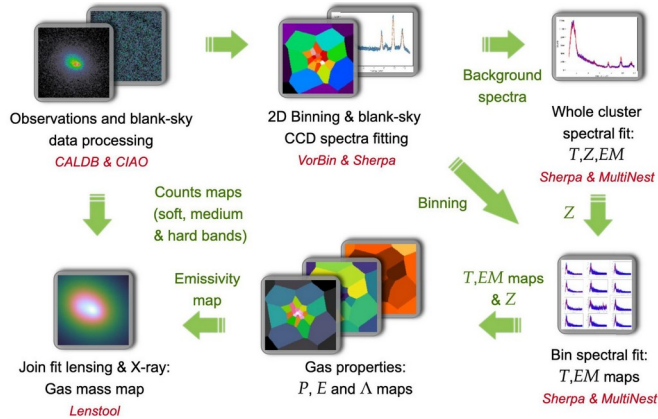 Observations and blank-sky
data processing
CALDB & CIAO
2D Binning & blank-sky
CCD spectra fitting
VorBin & Sherpa
Background
spectra
Whole cluster
spectral fit:
T,Z,EM
Sherpa & MultiNest
Counts maps
(soft, medium
& hard bands)
Binning
Z
Join fit lensing & X-ray:
Gas mass map
Lenstool
Emissivity
map
Gas properties:
P, E and Λ maps
T,EM maps
& Z
Bin spectral fit:
T,EM maps
Sherpa & MultiNest